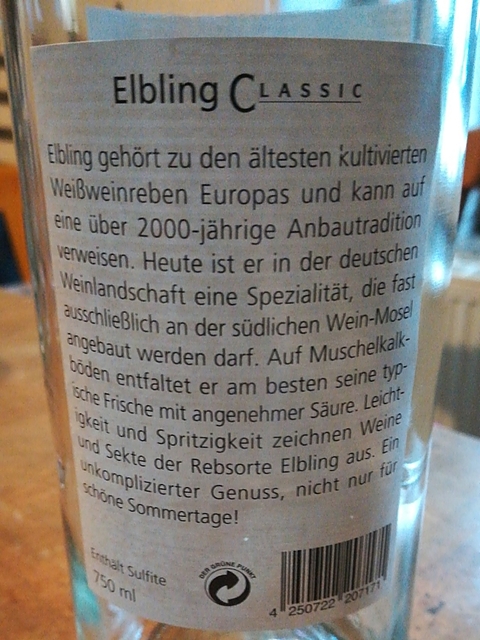 Elbling CLASSIC
Elbling gehört zu den ältesten kultivierten
Weißweinreben Europas und kann auf
eine über 2000-jährige Anbautradition
verweisen. Heute ist er in der deutschen
Weinlandschaft eine Spezialität, die fast
ausschließlich an der südlichen Wein-Mosel
angebaut werden darf. Auf Muschelkalk-
böden entfaltet er am besten seine typ-
ische Frische mit angenehmer Säure. Leicht-
igkeit und Spritzigkeit zeichnen Weine
und Sekte der Rebsorte Elbling aus. Ein
unkomplizierter Genuss, nicht nur für
schöne Sommertage!
Enthält Sulfite
750 ml
DER GRÜNE PUNKT
4 250722 207171